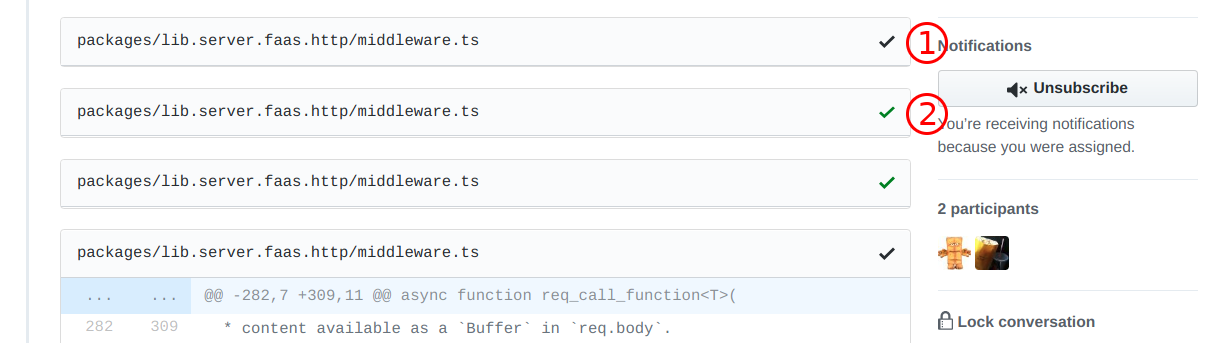 packages/lib.server.faas.http/middleware.ts
packages/lib.server.faas.http/middleware.ts
packages/lib.server.faas.http/middleware.ts
packages/lib.server.faas.http/middleware.ts
... ... @@ -282,7 +309,11 @@ async function req_call_function<T>(
282 309 * content available as a `Buffer` in `req.body`.
1
Notifications
Unsubscribe
2
You're receiving notifications
because you were assigned.
2 participants
Lock conversation